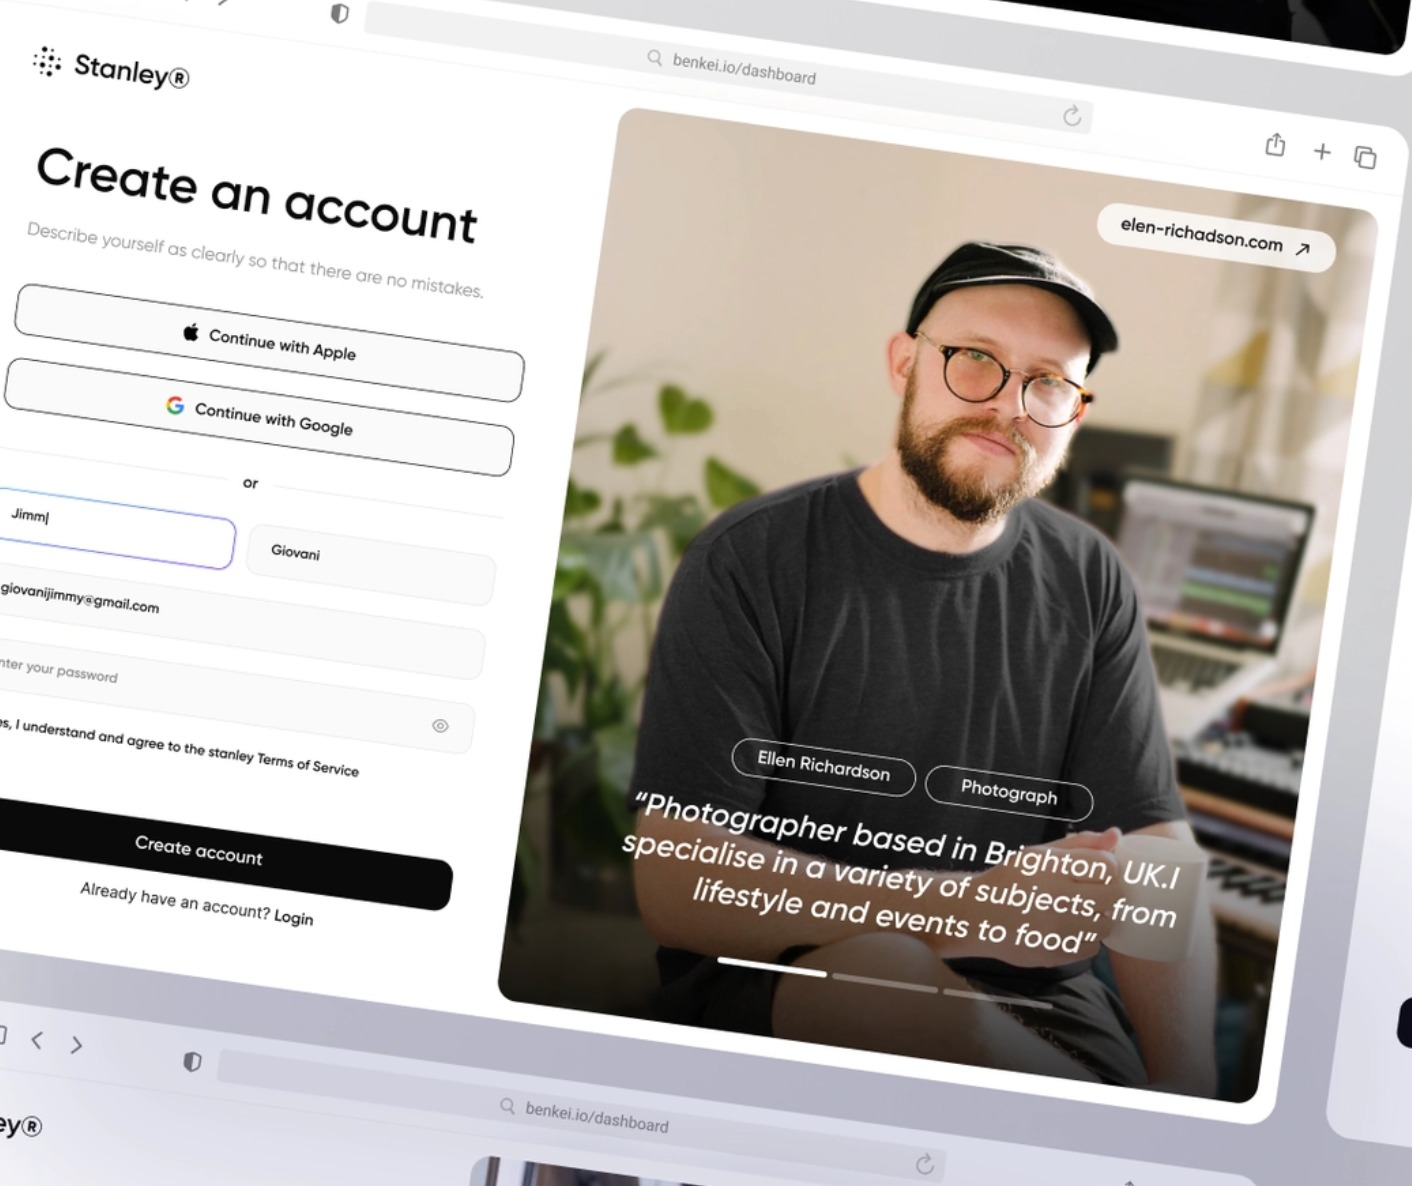 benkei.io/dashboard
Stanley®
Create an account
Describe yourself as clearly so that there are no mistakes.
Continue with Apple
Continue with Google
or
Jimm
Giovani
giovanijimmy@gmail.com
your password
I understand and agree to the stanley Terms of Service
Create account
Already have an account? Login
elen-richadson.com
Ellen Richardson
Photograph
“Photographer based in Brighton, UK.I
specialise in a variety of subjects, from
lifestyle and events to food”
benkei.io/dashboard
ey®